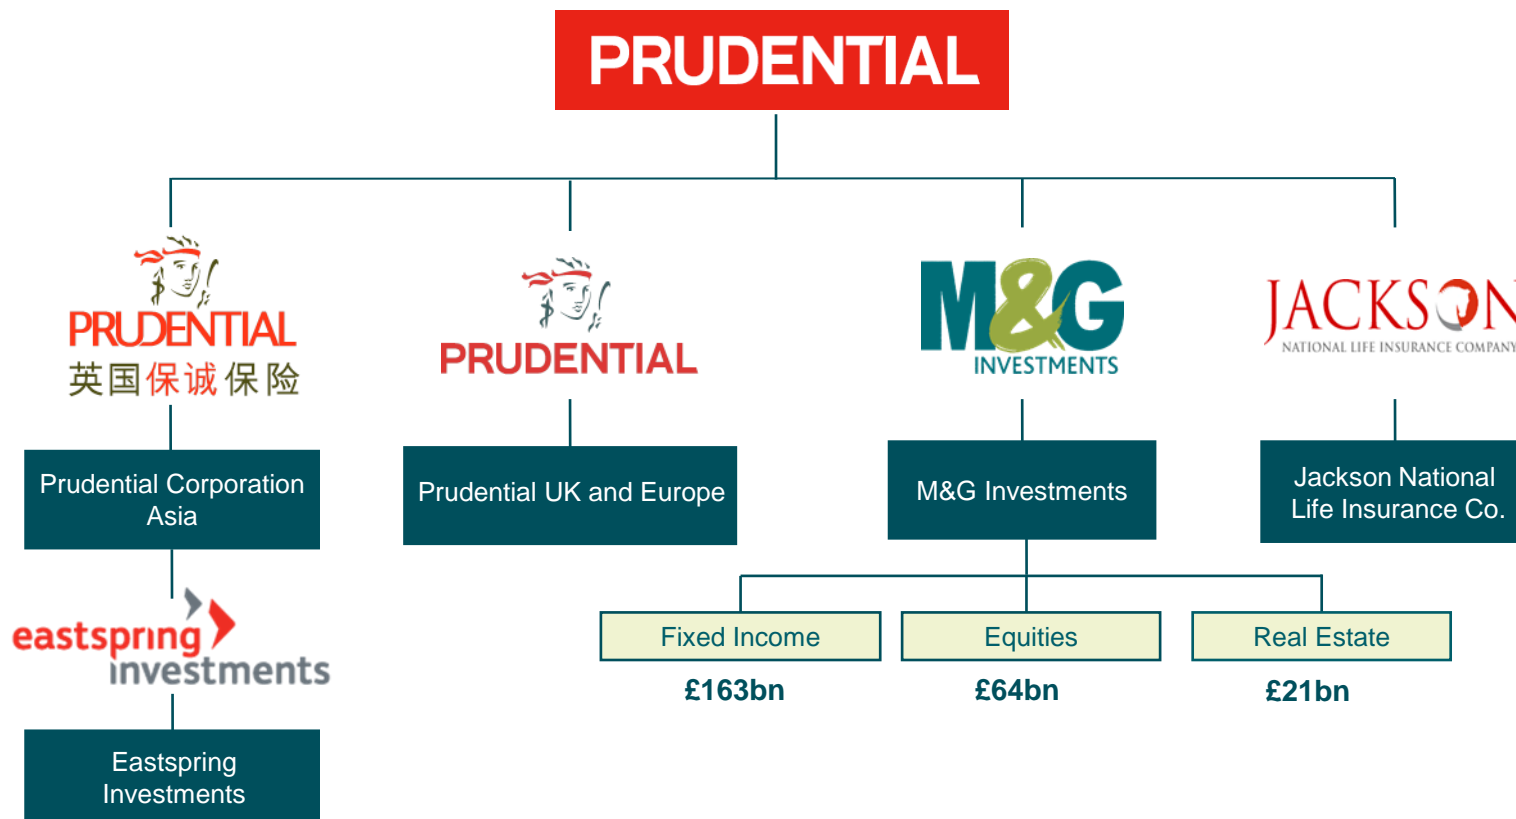 PRUDENTIAL
PRUDENTIAL
英国保诚保险
PRUDENTIAL
M&G
INVESTMENTS
JACKSON
NATIONAL LIFE INSURANCE COMPANY
Prudential Corporation
Asia
Prudential UK and Europe
M&G Investments
Jackson National
Life Insurance Co.
eastspring
investments
Fixed Income
Equities
Real Estate
£163bn
£64bn
£21bn
Eastspring
Investments